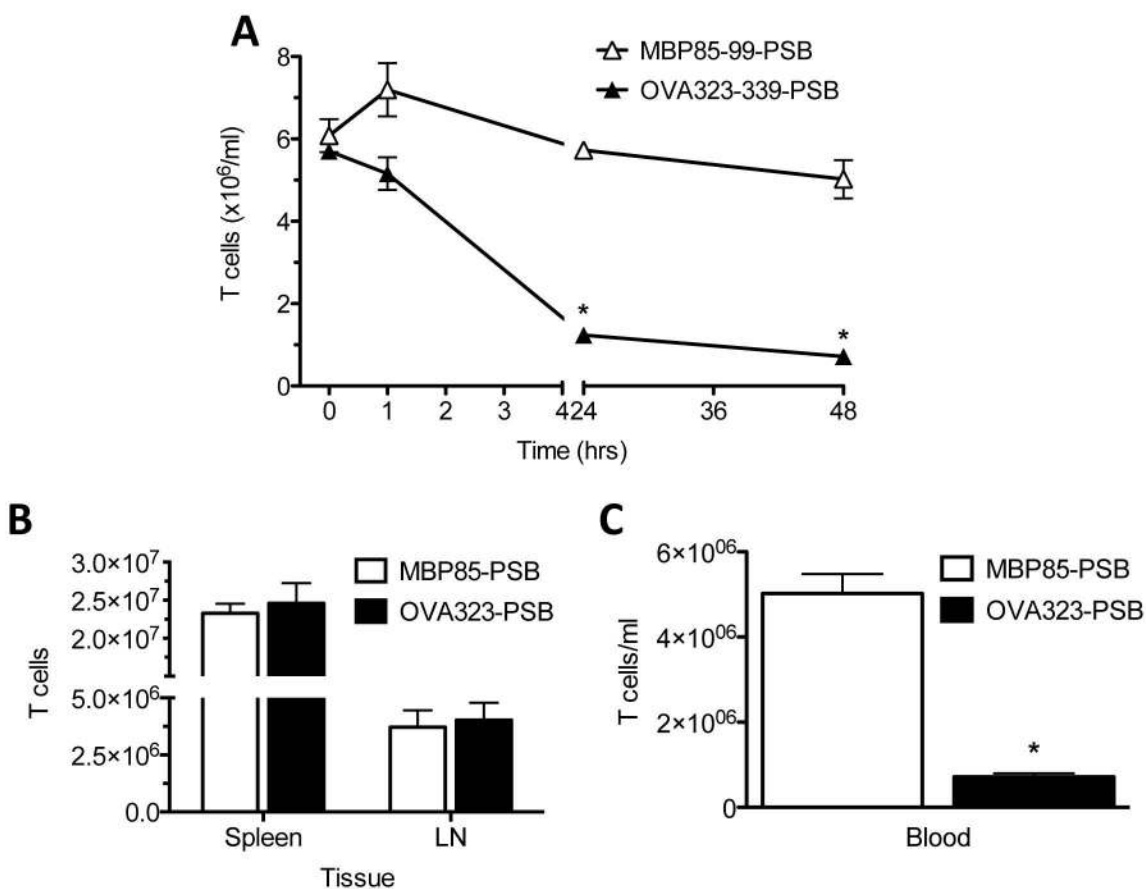 A
MBP85-99-PSB
OVA323-339-PSB
T cells (x10⁶/ml)
8
6
4
2
0
0 1 2 3 424 36 48
*
*
Time (hrs)
B
MBP85-PSB
OVA323-PSB
T cells
3.0×10⁷
2.5×10⁷
2.0×10⁷
5.0×10⁶
2.5×10⁶
0.0
Spleen LN
Tissue
C
MBP85-PSB
OVA323-PSB
T cells/ml
6×10⁰⁶
4×10⁰⁶
2×10⁰⁶
0
*
Blood